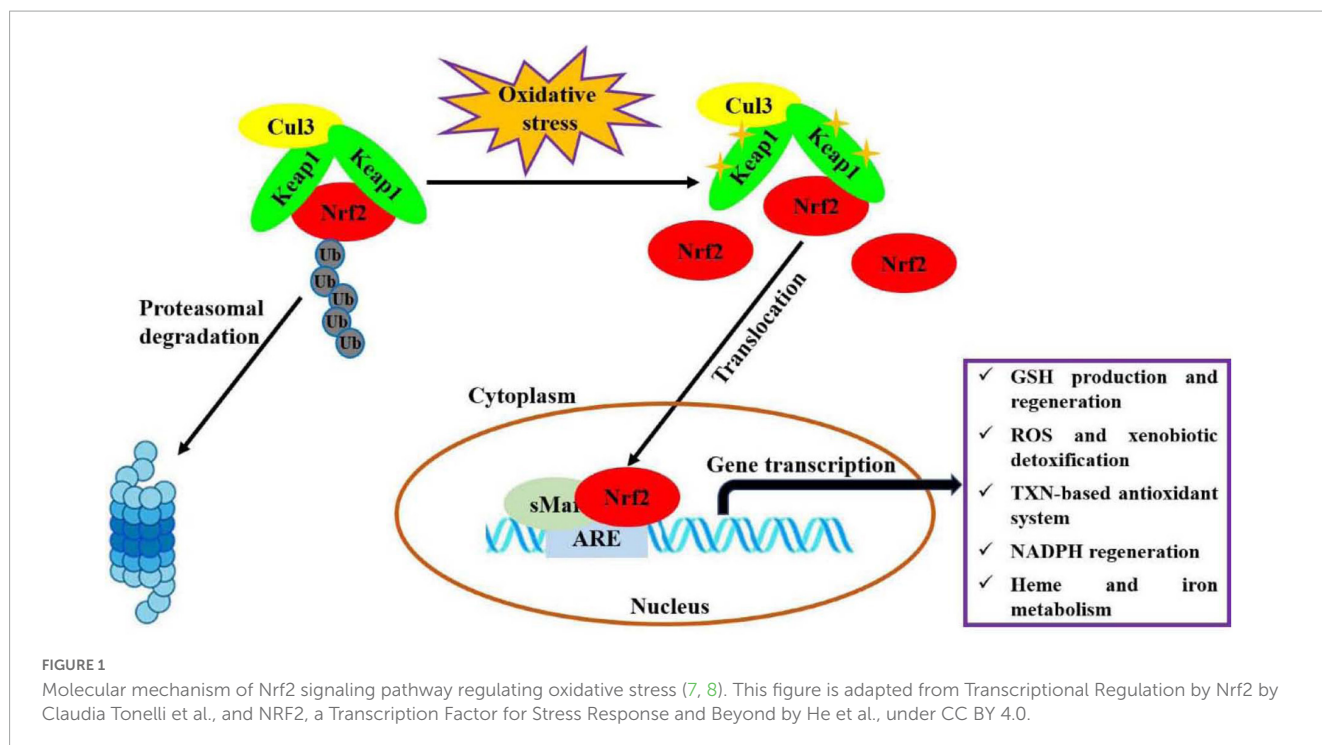 Oxidative
stress
Cul3
Keap1
Keap1
Nrf2
Ub
Ub
Ub
Ub
Ub
Proteasomal
degradation
Cul3
Keap1
Keap1
Nrf2
Nrf2
Nrf2
Translocation
Cytoplasm
Gene transcription
sMa
Nrf2
ARE
Nucleus
✓ GSH production and
regeneration
✓ ROS and xenobiotic
detoxification
✓ TXN-based antioxidant
system
✓ NADPH regeneration
✓ Heme and iron
metabolism
FIGURE 1
Molecular mechanism of Nrf2 signaling pathway regulating oxidative stress (7, 8). This figure is adapted from Transcriptional Regulation by Nrf2 by
Claudia Tonelli et al., and NRF2, a Transcription Factor for Stress Response and Beyond by He et al., under CC BY 4.0.